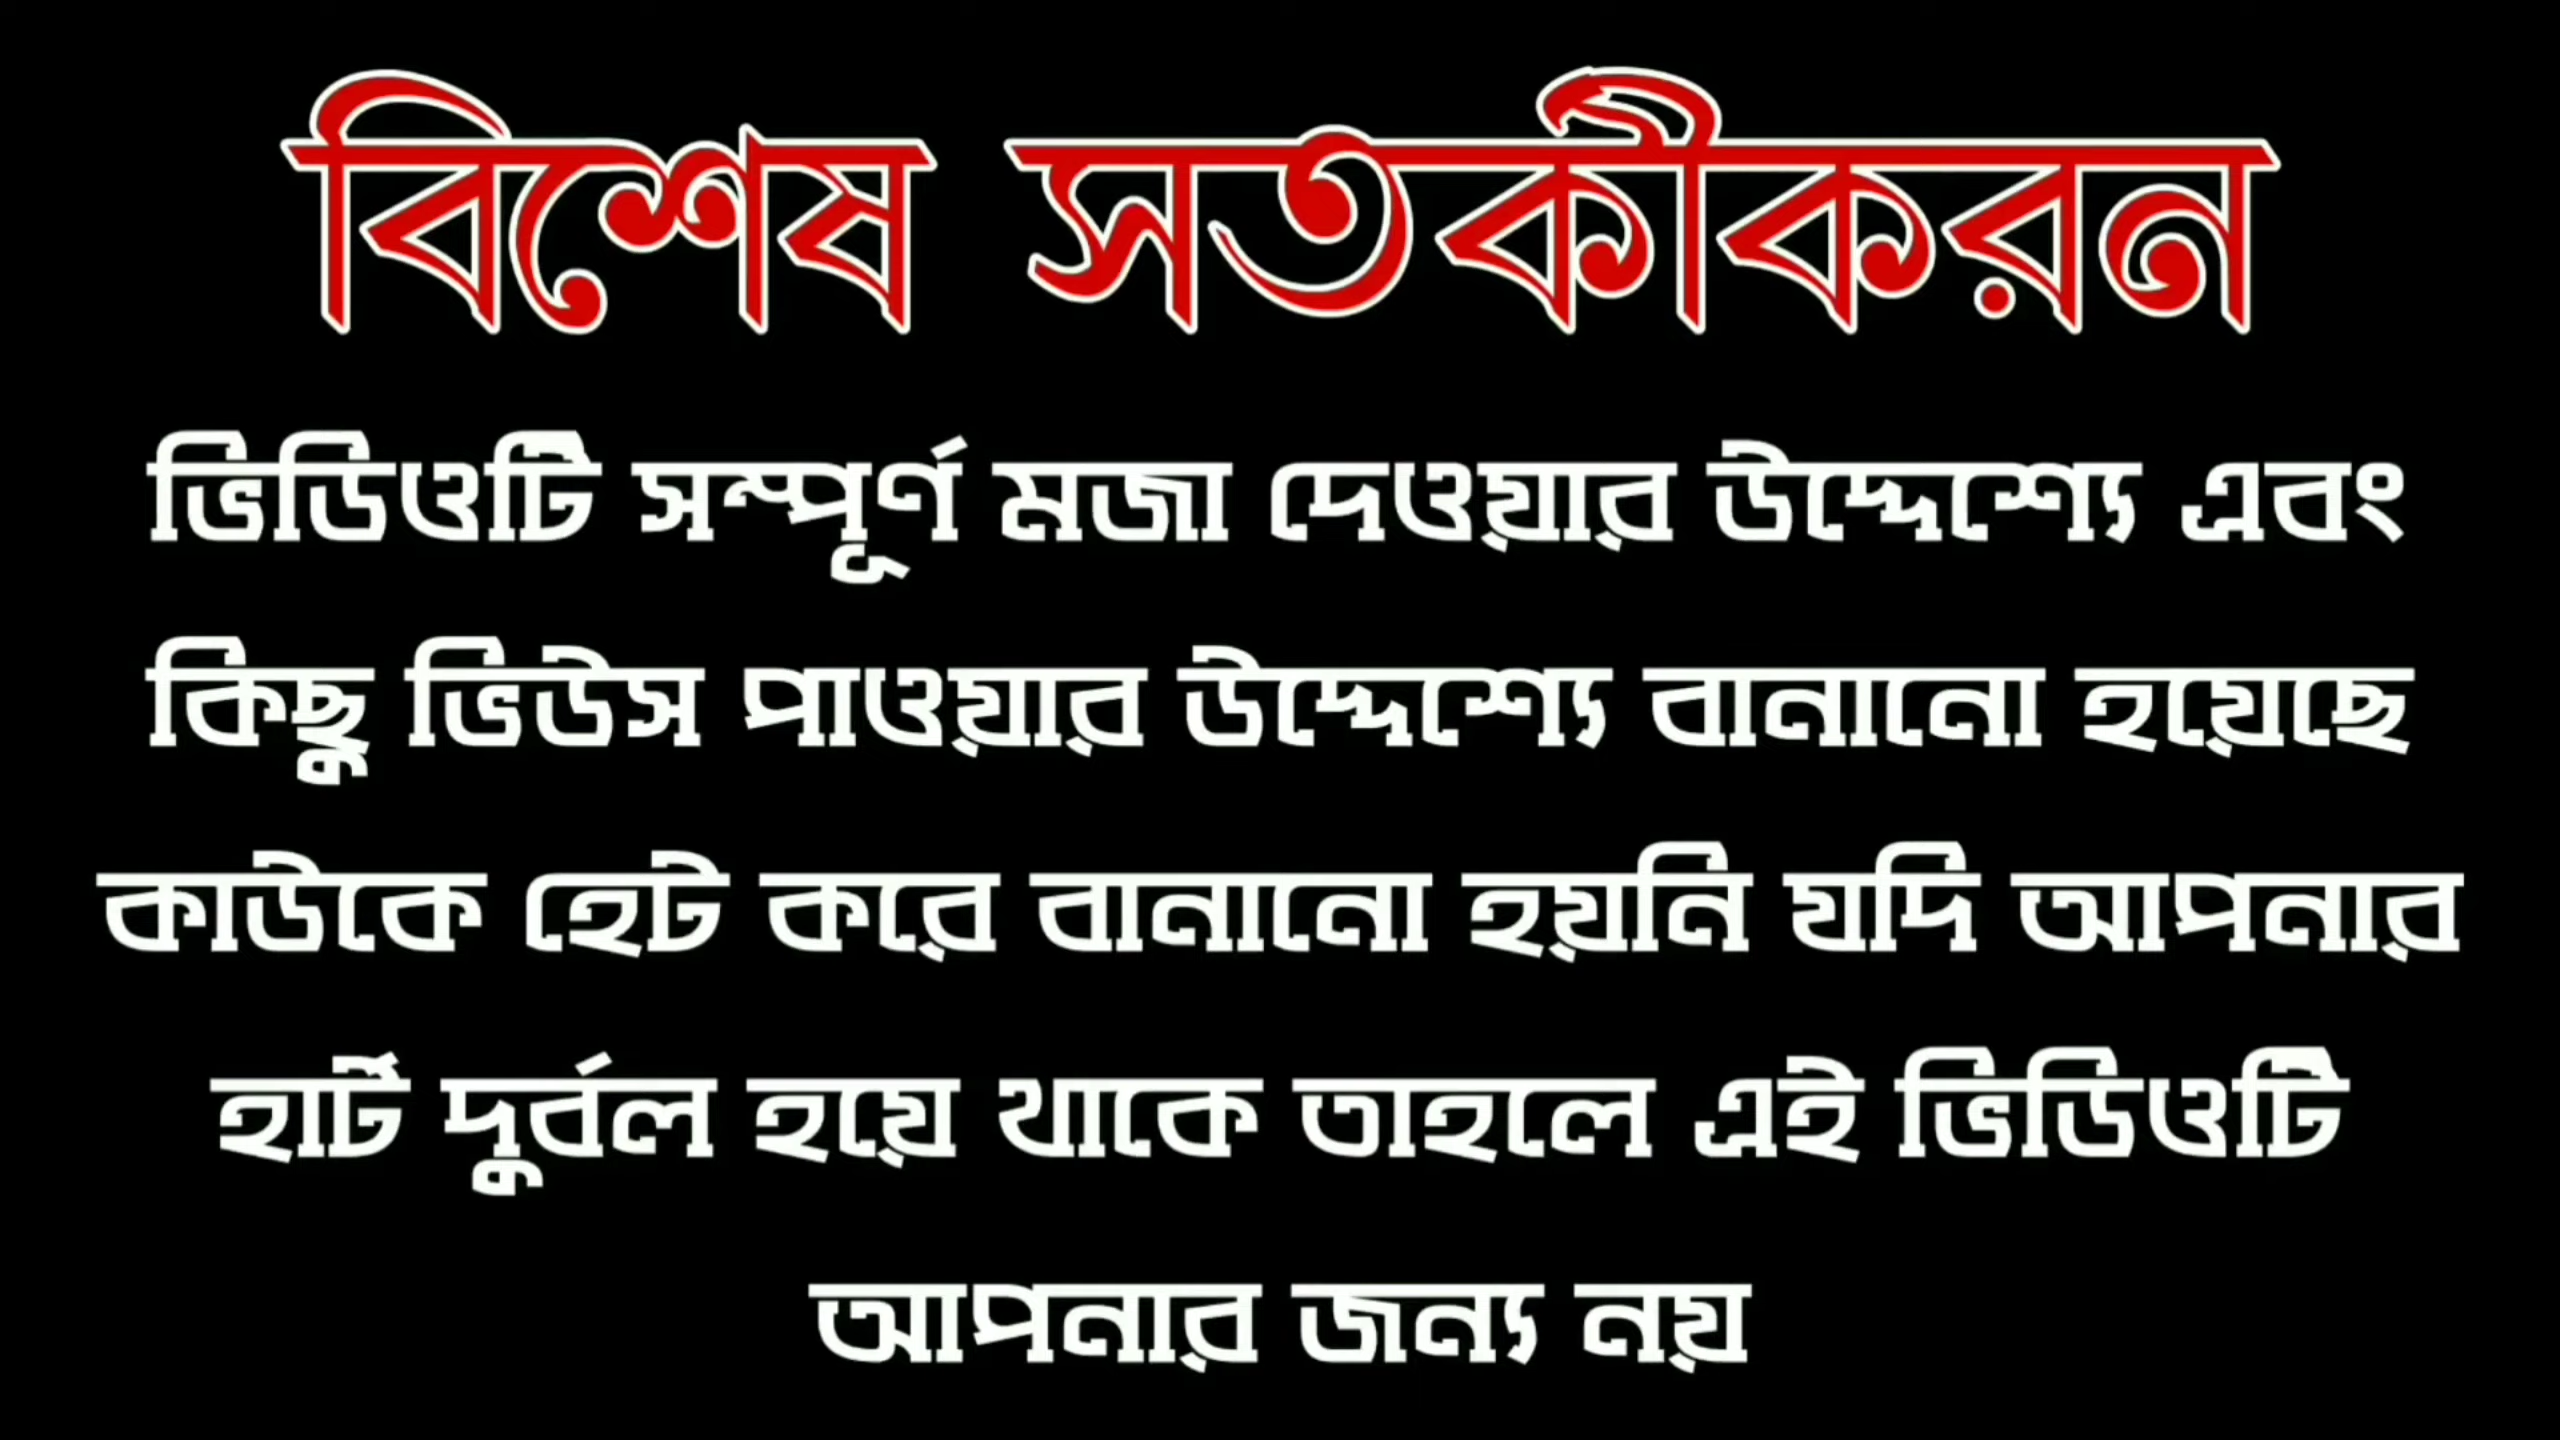 বিশেষ সতর্কীকরন
ভিডিওটি সম্পূর্ণ মজা দেওয়ার উদ্দেশ্যে এবং
কিছু ভিউস পাওয়ার উদ্দেশ্যে বানানো হয়েছে
কাউকে হেট করে বানানো হয়নি যদি আপনার
হার্ট দুর্বল হয়ে থাকে তাহলে এই ভিডিওটি
আপনার জন্য নয়